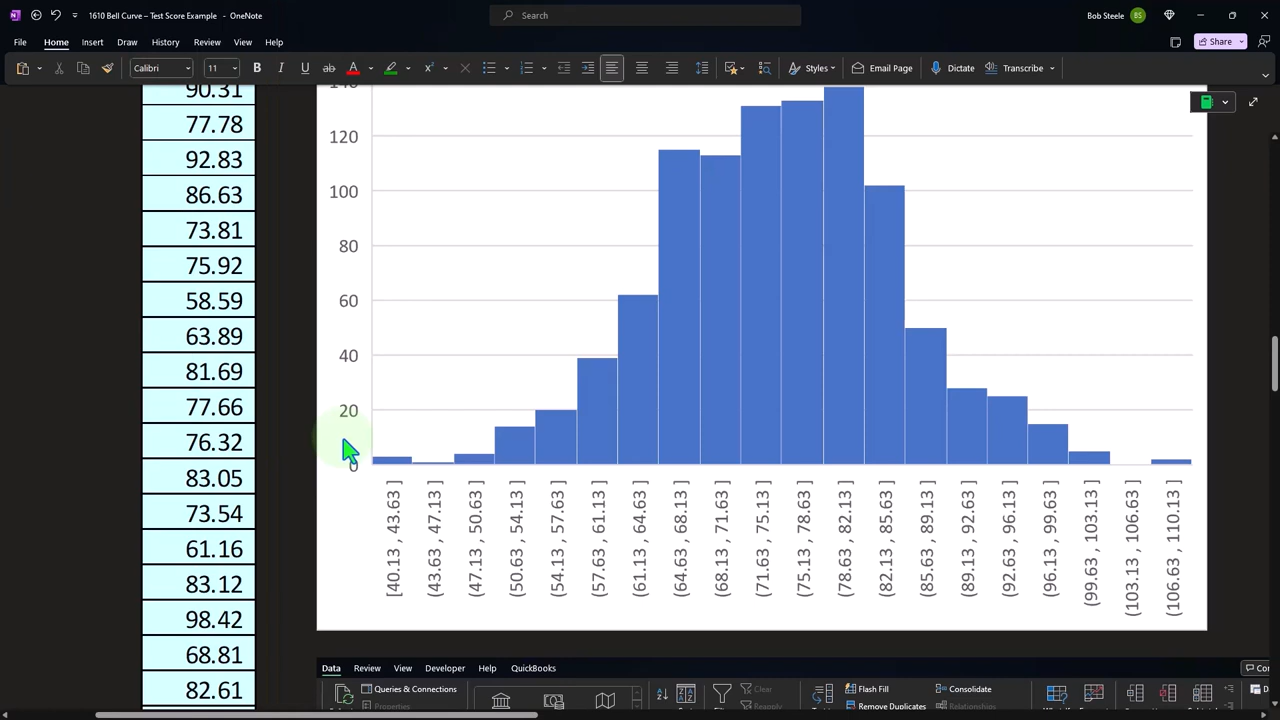 1610 Bell Curve – Test Score Example - OneNote
Search
Bob Steele BS
File Home Insert Draw History Review View Help
Share
Calibri 11 B I U ab A
Styles Email Page Dictate Transcribe
90.31
77.78
92.83
86.63
73.81
75.92
58.59
63.89
81.69
77.66
76.32
83.05
73.54
61.16
83.12
98.42
68.81
82.61
140
120
100
80
60
40
20
0
[40.13 , 43.63 ]
(43.63 , 47.13 ]
(47.13 , 50.63 ]
(50.63 , 54.13 ]
(54.13 , 57.63 ]
(57.63 , 61.13 ]
(61.13 , 64.63 ]
(64.63 , 68.13 ]
(68.13 , 71.63 ]
(71.63 , 75.13 ]
(75.13 , 78.63 ]
(78.63 , 82.13 ]
(82.13 , 85.63 ]
(85.63 , 89.13 ]
(89.13 , 92.63 ]
(92.63 , 96.13 ]
(96.13 , 99.63 ]
(99.63 , 103.13 ]
(103.13 , 106.63 ]
(106.63 , 110.13 ]
Data Review View Developer Help QuickBooks
Queries & Connections Clear Flash Fill Consolidate
Properties Reapply Remove Duplicates